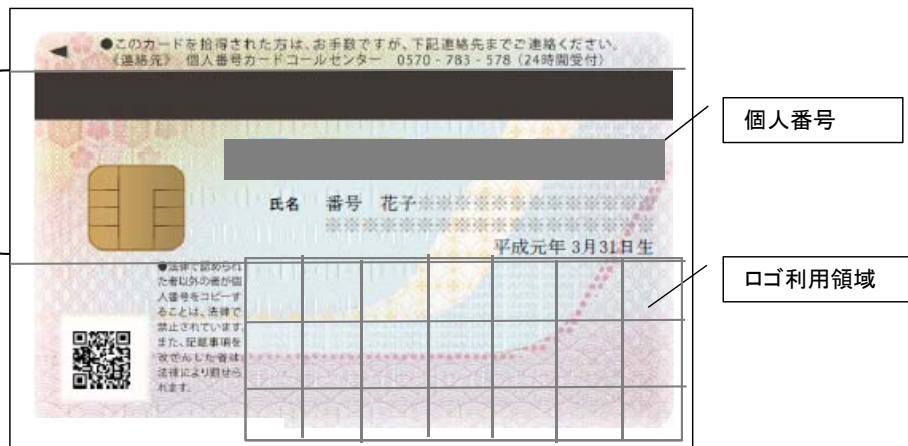 ●このカードを拾得された方は、お手数ですが、下記連絡先までご連絡ください。
《連絡先》 個人番号カードコールセンター 0570 - 783 - 578 (24時間受付)
個人番号
氏名 番号 花子※※※※※※※※※※※※※
※※※※※※※※※※※※※※※※※※
平成元年 3月31日生
ロゴ利用領域
●法律で認められ
た者以外の者が個
人番号をコピーす
ることは、法律で
禁止されています。
また、記載事項を
改ざんした者は、
法律により罰せら
れます。